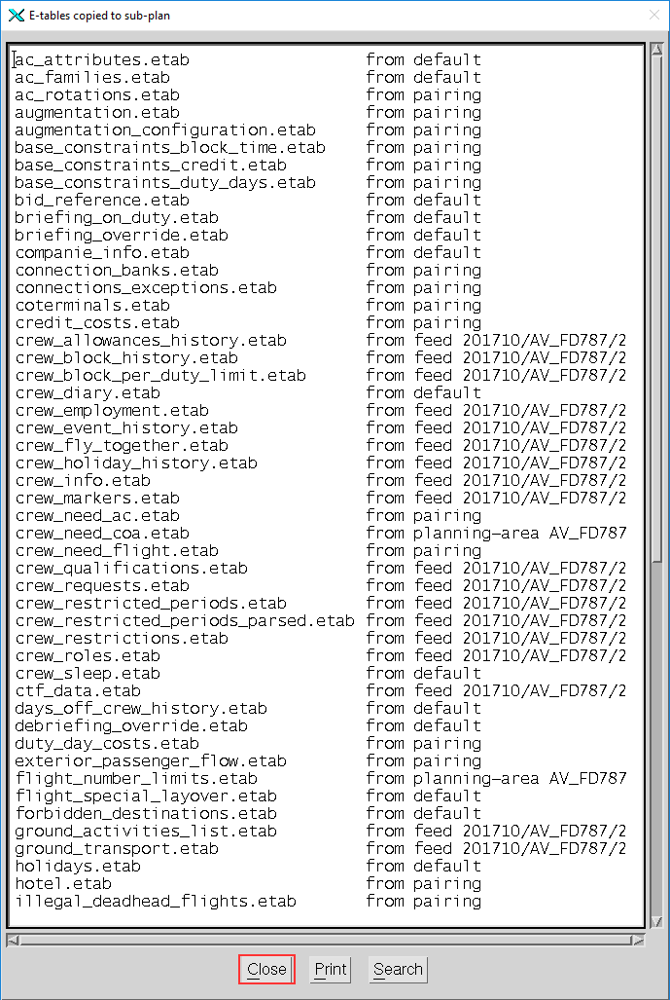 E-tables copied to sub-plan
ac_attributes.etab from default
ac_families.etab from default
ac_rotations.etab from pairing
augmentation.etab from pairing
augmentation_configuration.etab from pairing
base_constraints_block_time.etab from pairing
base_constraints_credit.etab from pairing
base_constraints_duty_days.etab from pairing
bid_reference.etab from default
briefing_on_duty.etab from default
briefing_override.etab from default
companie_info.etab from default
connection_banks.etab from pairing
connections_exceptions.etab from pairing
coterminals.etab from pairing
credit_costs.etab from pairing
crew_allowances_history.etab from feed 201710/AV_FD787/2
crew_block_history.etab from feed 201710/AV_FD787/2
crew_block_per_duty_limit.etab from feed 201710/AV_FD787/2
crew_diary.etab from default
crew_employment.etab from feed 201710/AV_FD787/2
crew_event_history.etab from feed 201710/AV_FD787/2
crew_fly_together.etab from feed 201710/AV_FD787/2
crew_holiday_history.etab from feed 201710/AV_FD787/2
crew_info.etab from feed 201710/AV_FD787/2
crew_markers.etab from feed 201710/AV_FD787/2
crew_need_ac.etab from pairing
crew_need_coa.etab from planning-area AV_FD787
crew_need_flight.etab from pairing
crew_qualifications.etab from feed 201710/AV_FD787/2
crew_requests.etab from feed 201710/AV_FD787/2
crew_restricted_periods.etab from feed 201710/AV_FD787/2
crew_restricted_periods_parsed.etab from feed 201710/AV_FD787/2
crew_restrictions.etab from feed 201710/AV_FD787/2
crew_roles.etab from feed 201710/AV_FD787/2
crew_sleep.etab from default
ctf_data.etab from feed 201710/AV_FD787/2
days_off_crew_history.etab from default
debriefing_override.etab from default
duty_day_costs.etab from pairing
exterior_passenger_flow.etab from pairing
flight_number_limits.etab from planning-area AV_FD787
flight_special_layover.etab from default
forbidden_destinations.etab from default
ground_activities_list.etab from feed 201710/AV_FD787/2
ground_transport.etab from feed 201710/AV_FD787/2
holidays.etab from default
hotel.etab from pairing
illegal_deadhead_flights.etab from pairing
Close Print Search